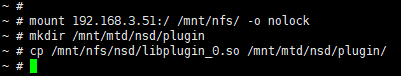 ~ #
~ # mount 192.168.3.51:/ /mnt/nfs/ -o nolock
~ # mkdir /mnt/mtd/nsd/plugin
~ # cp /mnt/nfs/nsd/libplugin_0.so /mnt/mtd/nsd/plugin/
~ #